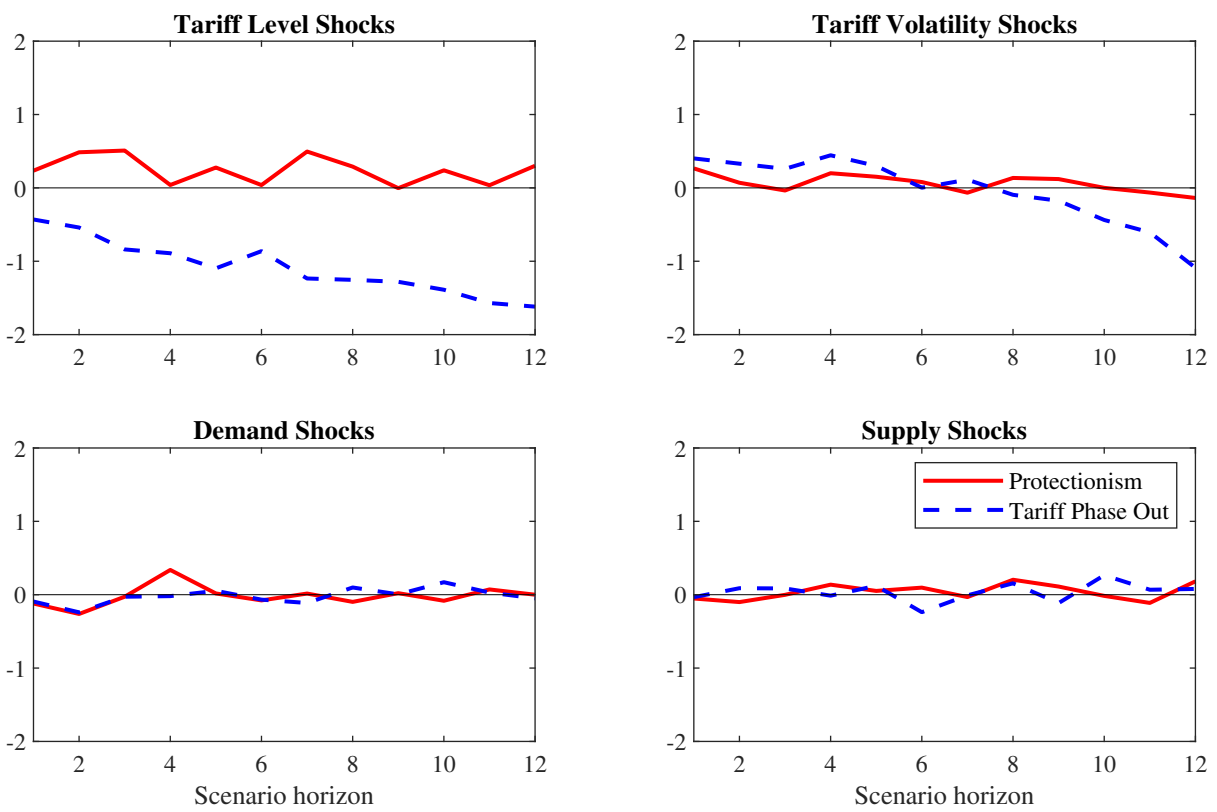 Tariff Level Shocks
2
1
0
-1
-2
2 4 6 8 10 12
Tariff Volatility Shocks
2
1
0
-1
-2
2 4 6 8 10 12
Demand Shocks
2
1
0
-1
-2
2 4 6 8 10 12
Scenario horizon
Supply Shocks
2
1
0
-1
-2
Protectionism
Tariff Phase Out
2 4 6 8 10 12
Scenario horizon